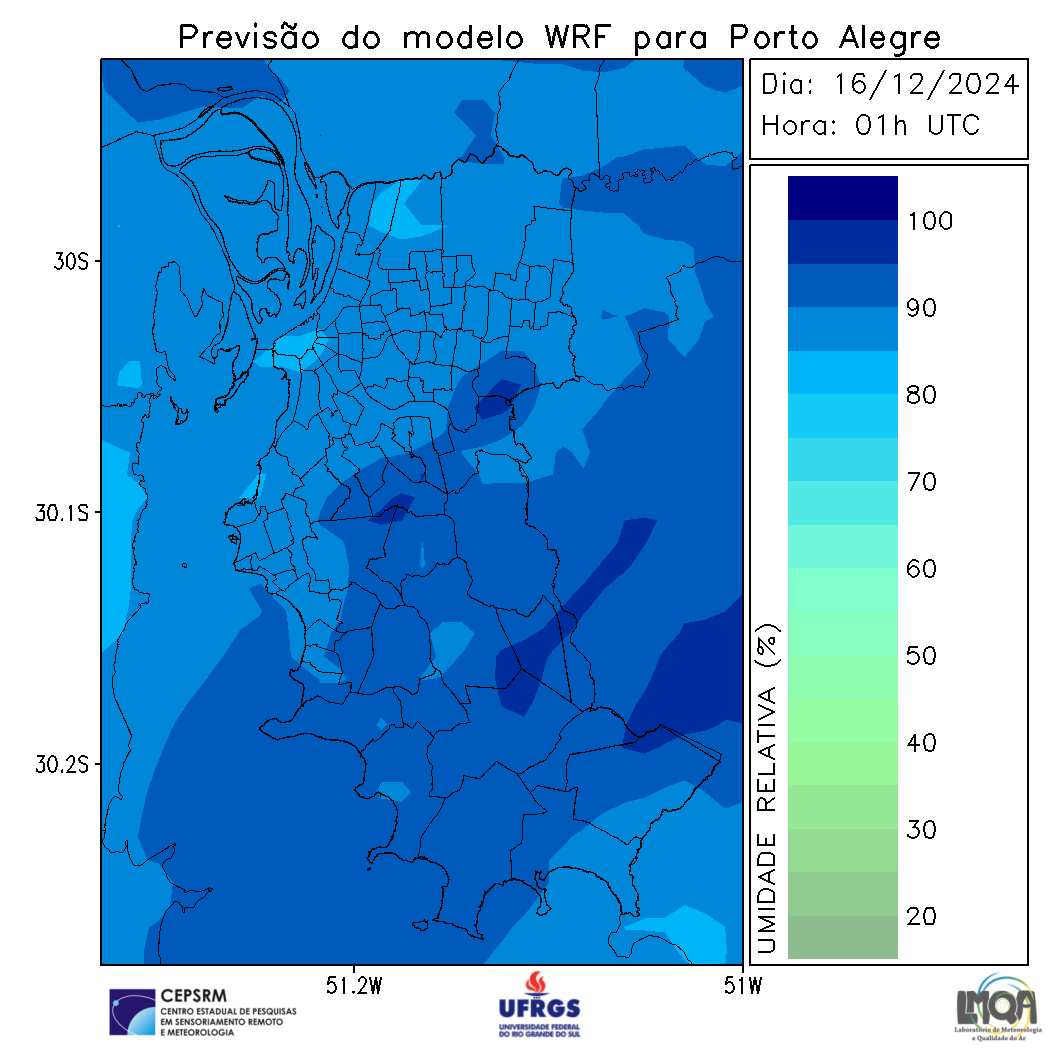 Previsão do modelo WRF para Porto Alegre
Dia: 16/12/2024
Hora: 01h UTC
30S
30.1S
30.2S
51.2W
51W
100
90
80
70
60
50
40
30
20
UMIDADE RELATIVA (%)
CEPSRM
CENTRO ESTADUAL DE PESQUISAS
EM SENSORIAMENTO REMOTO
E METEOROLOGIA
UFRGS
UNIVERSIDADE FEDERAL
DO RIO GRANDE DO SUL
LMQA
Laboratório de Meteorologia
e Qualidade do Ar